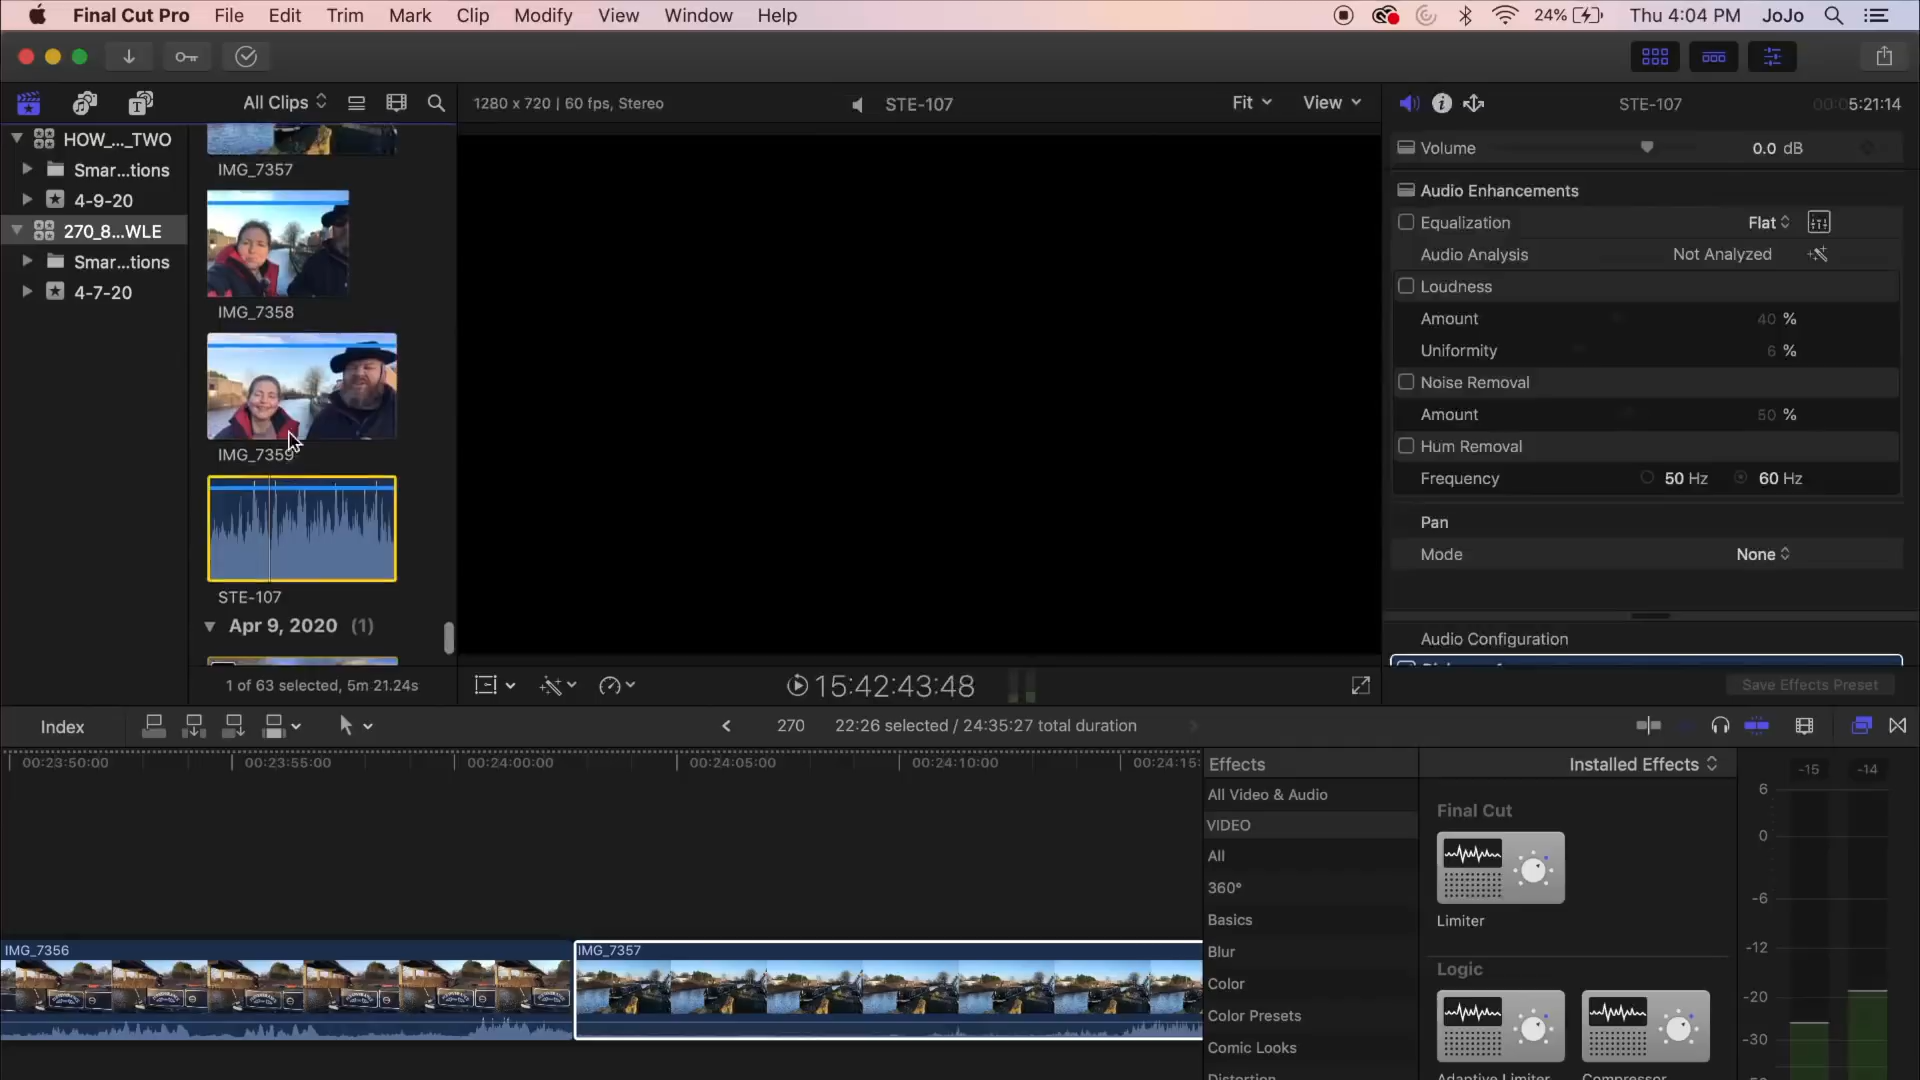 Final Cut Pro File Edit Trim Mark Clip Modify View Window Help 24% Thu 4:04 PM JoJo
All Clips 1280 x 720 | 60 fps, Stereo STE-107 Fit View STE-107 00:05:21:14
HOW_..._TWO
Smar...tions
4-9-20
270_8...WLE
Smar...tions
4-7-20
IMG_7357
IMG_7358
IMG_7359
STE-107
Apr 9, 2020 (1)
1 of 63 selected, 5m 21.24s
15:42:43:48
Volume 0.0 dB
Audio Enhancements
Equalization Flat
Audio Analysis Not Analyzed
Loudness
Amount 40 %
Uniformity 6 %
Noise Removal
Amount 50 %
Hum Removal
Frequency 50 Hz 60 Hz
Pan
Mode None
Audio Configuration
Save Effects Preset
Index 270 22:26 selected / 24:35:27 total duration
00:23:50:00 00:23:55:00 00:24:00:00 00:24:05:00 00:24:10:00 00:24:15:
IMG_7356 IMG_7357
Effects Installed Effects
All Video & Audio
VIDEO
All
360°
Basics
Blur
Color
Color Presets
Comic Looks
Distortion
Final Cut
Limiter
Logic
Adaptive Limiter Compressor
-15 -14
6
0
-6
-12
-20
-30